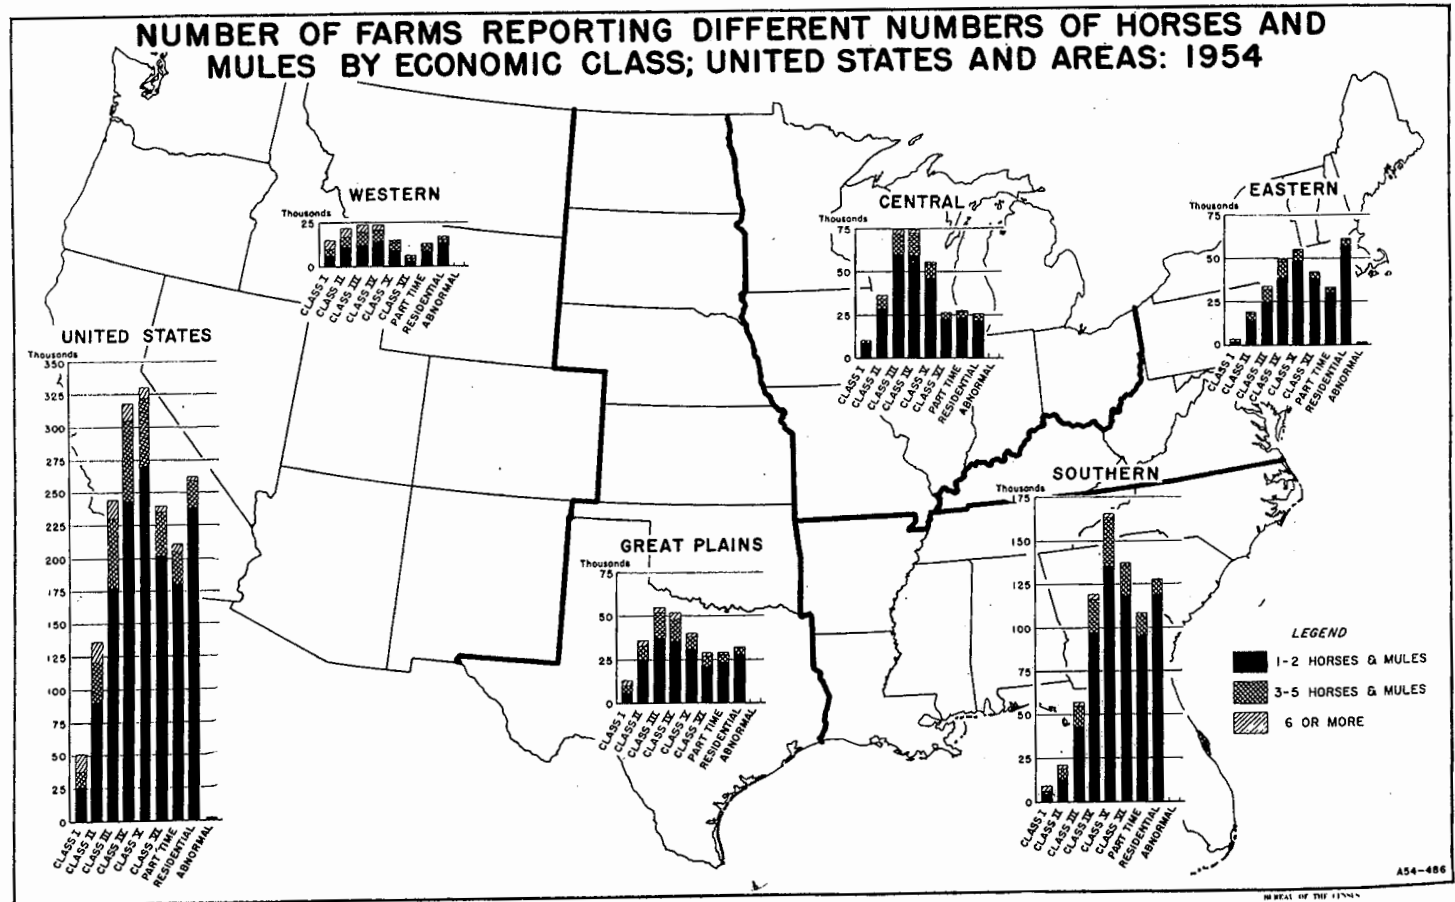 NUMBER OF FARMS REPORTING DIFFERENT NUMBERS OF HORSES AND
MULES BY ECONOMIC CLASS; UNITED STATES AND AREAS: 1954
WESTERN
Thousands
25
0
CLASS I
CLASS II
CLASS III
CLASS IV
CLASS V
CLASS VI
PART TIME
RESIDENTIAL
ABNORMAL
CENTRAL
Thousands
75
50
25
0
CLASS I
CLASS II
CLASS III
CLASS IV
CLASS V
CLASS VI
PART TIME
RESIDENTIAL
ABNORMAL
EASTERN
Thousands
75
50
25
0
CLASS I
CLASS II
CLASS III
CLASS IV
CLASS V
CLASS VI
PART TIME
RESIDENTIAL
ABNORMAL
UNITED STATES
Thousands
350
325
300
275
250
225
200
175
150
125
100
75
50
25
0
CLASS I
CLASS II
CLASS III
CLASS IV
CLASS V
CLASS VI
PART TIME
RESIDENTIAL
ABNORMAL
GREAT PLAINS
Thousands
75
50
25
0
CLASS I
CLASS II
CLASS III
CLASS IV
CLASS V
CLASS VI
PART TIME
RESIDENTIAL
ABNORMAL
SOUTHERN
Thousands
175
150
125
100
75
50
25
0
CLASS I
CLASS II
CLASS III
CLASS IV
CLASS V
CLASS VI
PART TIME
RESIDENTIAL
ABNORMAL
LEGEND
1-2 HORSES & MULES
3-5 HORSES & MULES
6 OR MORE
A54-486
BUREAU OF THE CENSUS